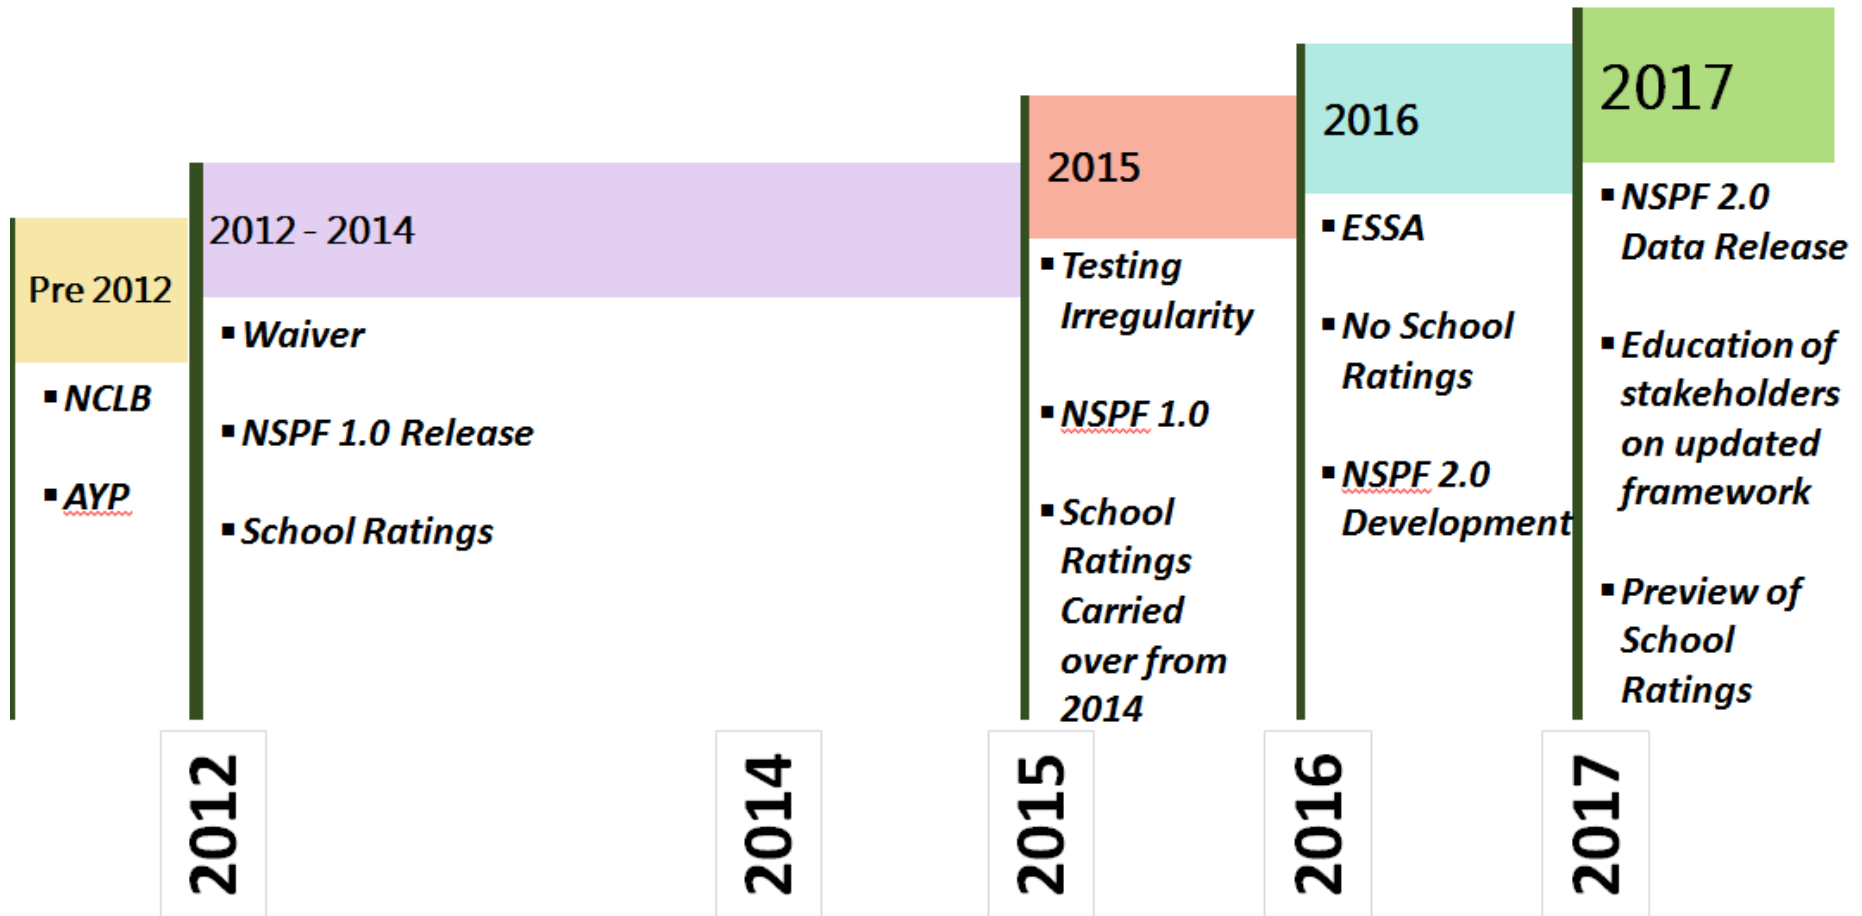 Pre 2012
▪ NCLB
▪ AYP
2012 - 2014
▪ Waiver
▪ NSPF 1.0 Release
▪ School Ratings
2015
▪ Testing
Irregularity
▪ NSPF 1.0
▪ School
Ratings
Carried
over from
2014
2016
▪ ESSA
▪ No School
Ratings
▪ NSPF 2.0
Development
2017
▪ NSPF 2.0
Data Release
▪ Education of
stakeholders
on updated
framework
▪ Preview of
School
Ratings
2012
2014
2015
2016
2017